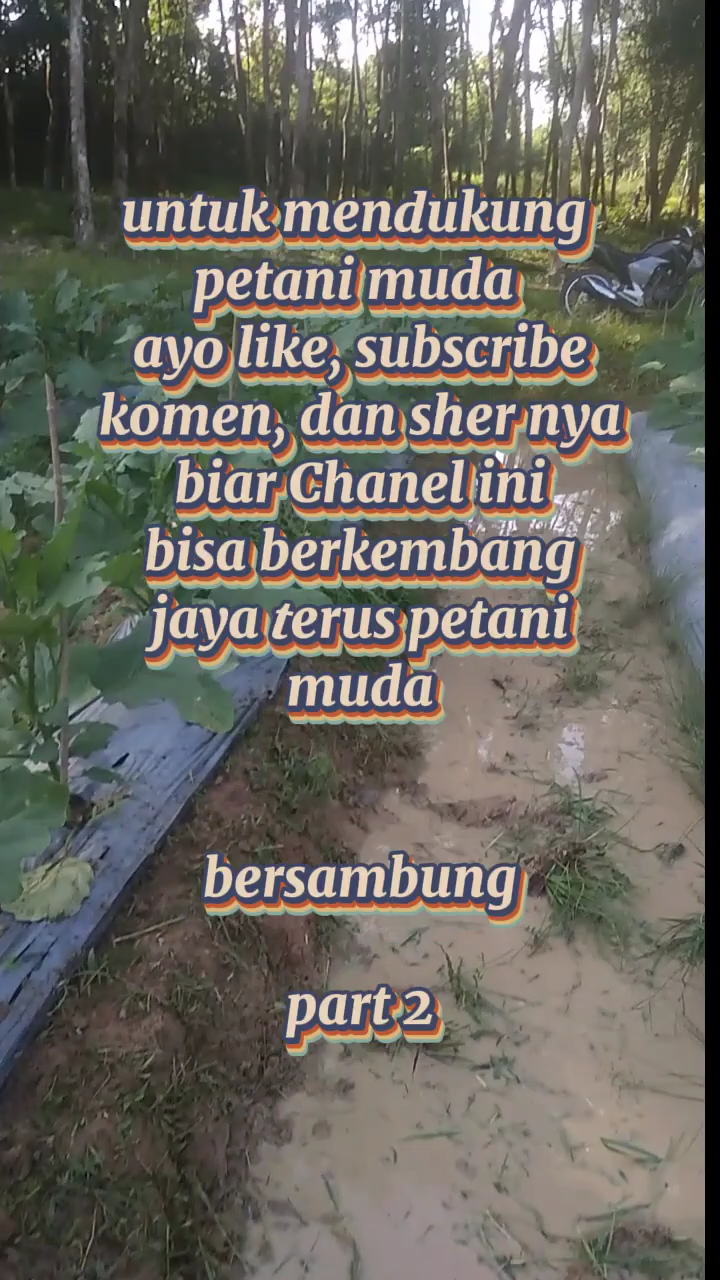 untuk mendukung
petani muda
ayo like, subscribe
komen, dan sher nya
biar Chanel ini
bisa berkembang
jaya terus petani
muda
bersambung
part 2